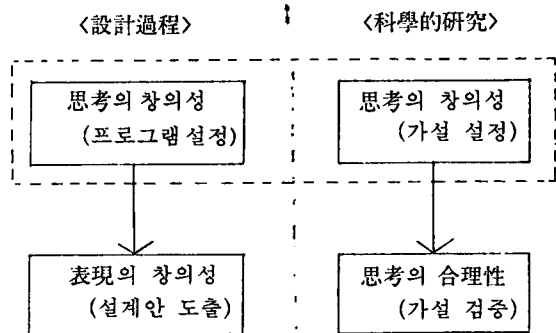 〈設計過程〉
〈科學的硏究〉
思考의 창의성
(프로그램 설정)
思考의 창의성
(가설 설정)
表現의 창의성
(설계안 도출)
思考의 合理性
(가설 검증)